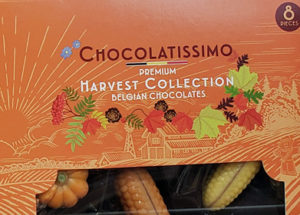 8
PIECES
CHOCOLATISSIMO
PREMIUM
HARVEST COLLECTION
BELGIAN CHOCOLATES